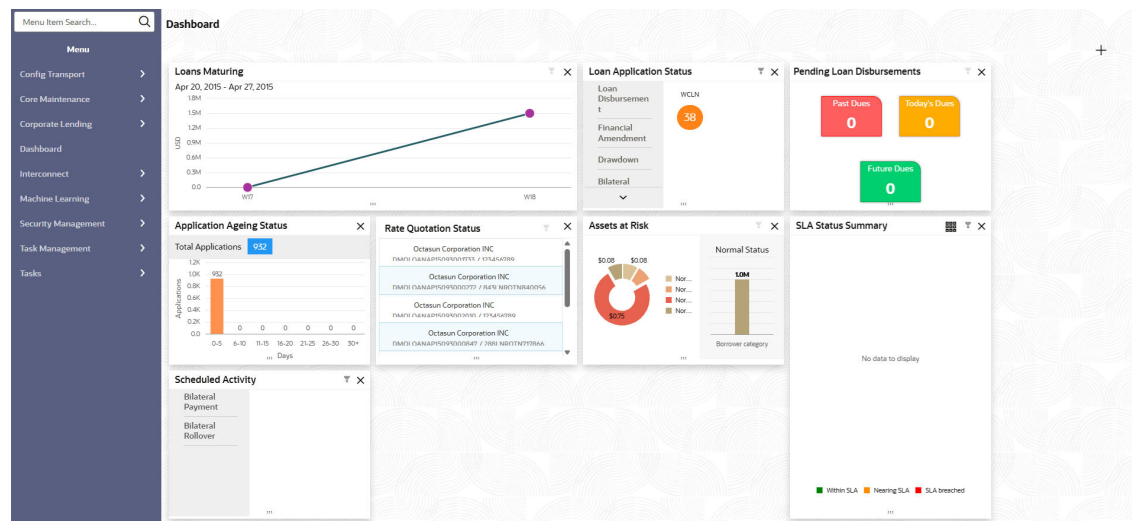 Menu Item Search...
Dashboard
Menu
Config Transport
Core Maintenance
Corporate Lending
Dashboard
Interconnect
Machine Learning
Security Management
Task Management
Tasks
Loans Maturing
Apr 20, 2015 - Apr 27, 2015
1.8M
1.5M
1.2M
0.9M
0.6M
0.3M
0.0
USD
W17
W18
Loan Application Status
Loan
Disbursemen
t
Financial
Amendment
Drawdown
Bilateral
WCLN
38
Pending Loan Disbursements
Past Dues
0
Today's Dues
0
Future Dues
0
Application Ageing Status
Total Applications 932
1.2K
1.0K
0.8K
0.6K
0.4K
0.2K
0.0
Applications
932 0 0 0 0 0 0
0-5 6-10 11-15 16-20 21-25 26-30 30+
Days
Rate Quotation Status
Octasun Corporation INC
Octasun Corporation INC
Octasun Corporation INC
Octasun Corporation INC
Assets at Risk
$0.08 $0.08
$0.75
Nor...
Nor...
Nor...
Nor...
Normal Status
1.0M
Borrower category
SLA Status Summary
No data to display
Within SLA Nearing SLA SLA breached
Scheduled Activity
Bilateral
Payment
Bilateral
Rollover